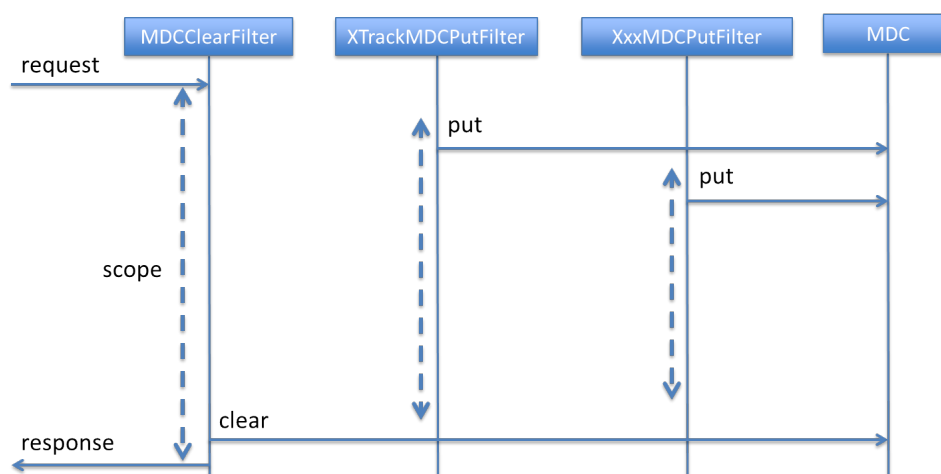 MDCClearFilter
XTrackMDCPutFilter
XxxMDCPutFilter
MDC
request
put
put
scope
clear
response